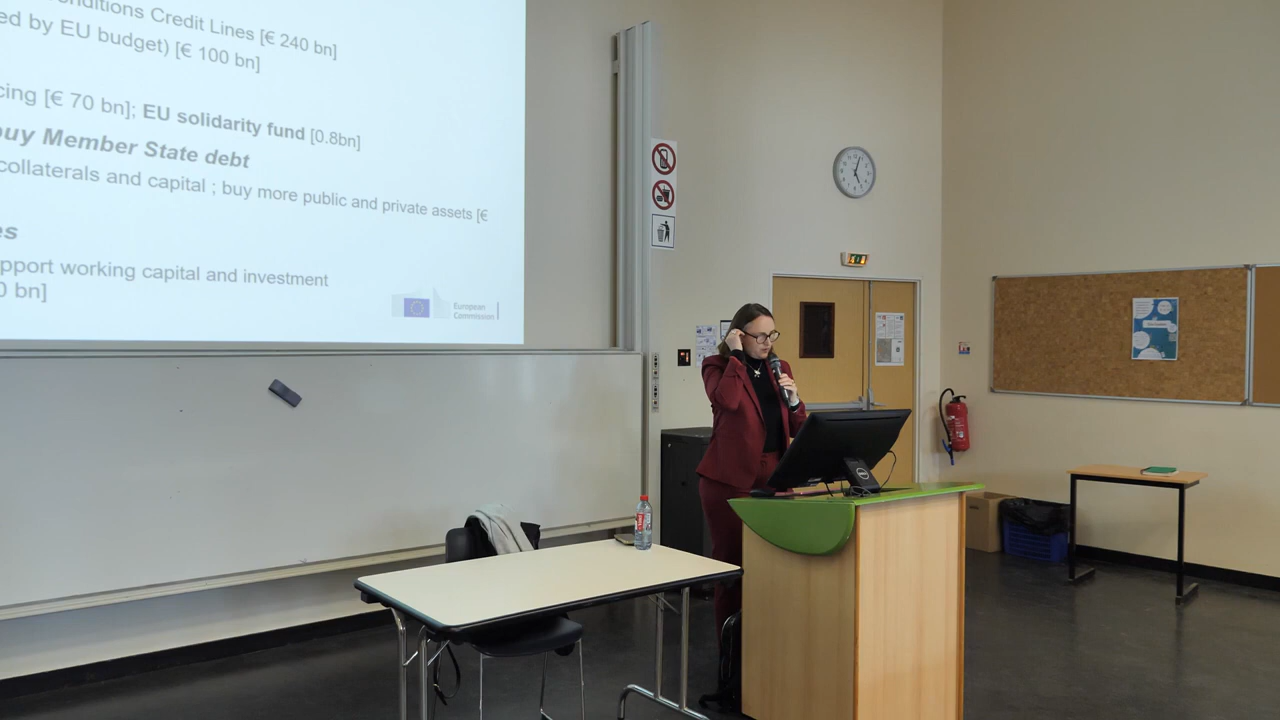 onditions Credit Lines [€ 240 bn]
ed by EU budget) [€ 100 bn]
cing [€ 70 bn]; EU solidarity fund [0.8bn]
buy Member State debt
collaterals and capital ; buy more public and private assets [€
es
pport working capital and investment
0 bn]
European
Commission
DELL